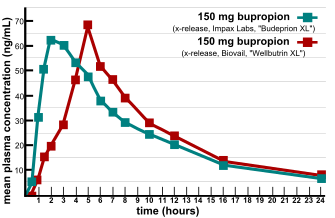 150 mg bupropion
(x-release, Impax Labs, "Budeprion XL")
150 mg bupropion
(x-release, Biovail, "Wellbutrin XL")
mean plasma concentration (ng/mL)
70
60
50
40
30
20
10
1 2 3 4 5 6 7 8 9 10 11 12 13 14 15 16 17 18 19 20 21 22 23 24
time (hours)